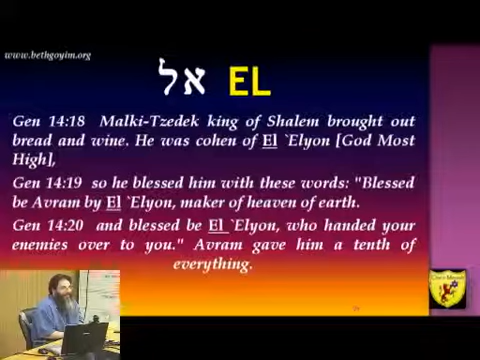 www.bethgoyim.org
אל EL
Gen 14:18 Malki-Tzedek king of Shalem brought out
bread and wine. He was cohen of El `Elyon [God Most
High],
Gen 14:19 so he blessed him with these words: "Blessed
be Avram by El `Elyon, maker of heaven of earth.
Gen 14:20 and blessed be El `Elyon, who handed your
enemies over to you." Avram gave him a tenth of
everything.